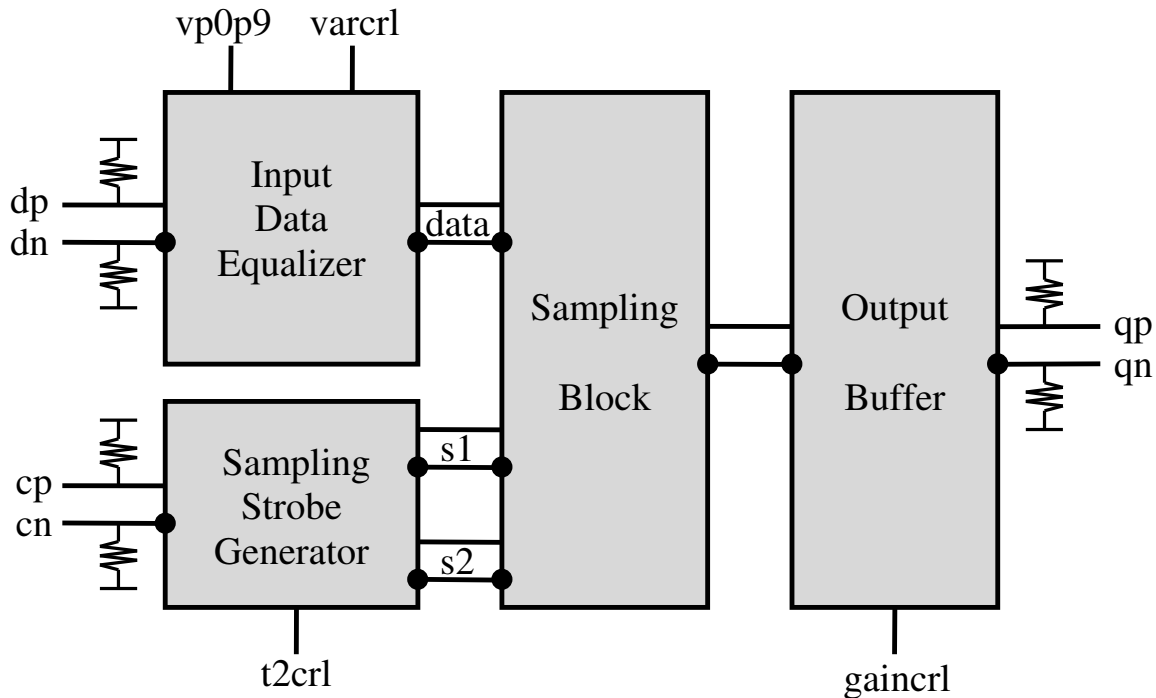 vp0p9 varcrl
dp
dn
Input
Data
Equalizer
data
Sampling
Block
Output
Buffer
qp
qn
cp
cn
Sampling
Strobe
Generator
s1
s2
t2crl
gaincrl